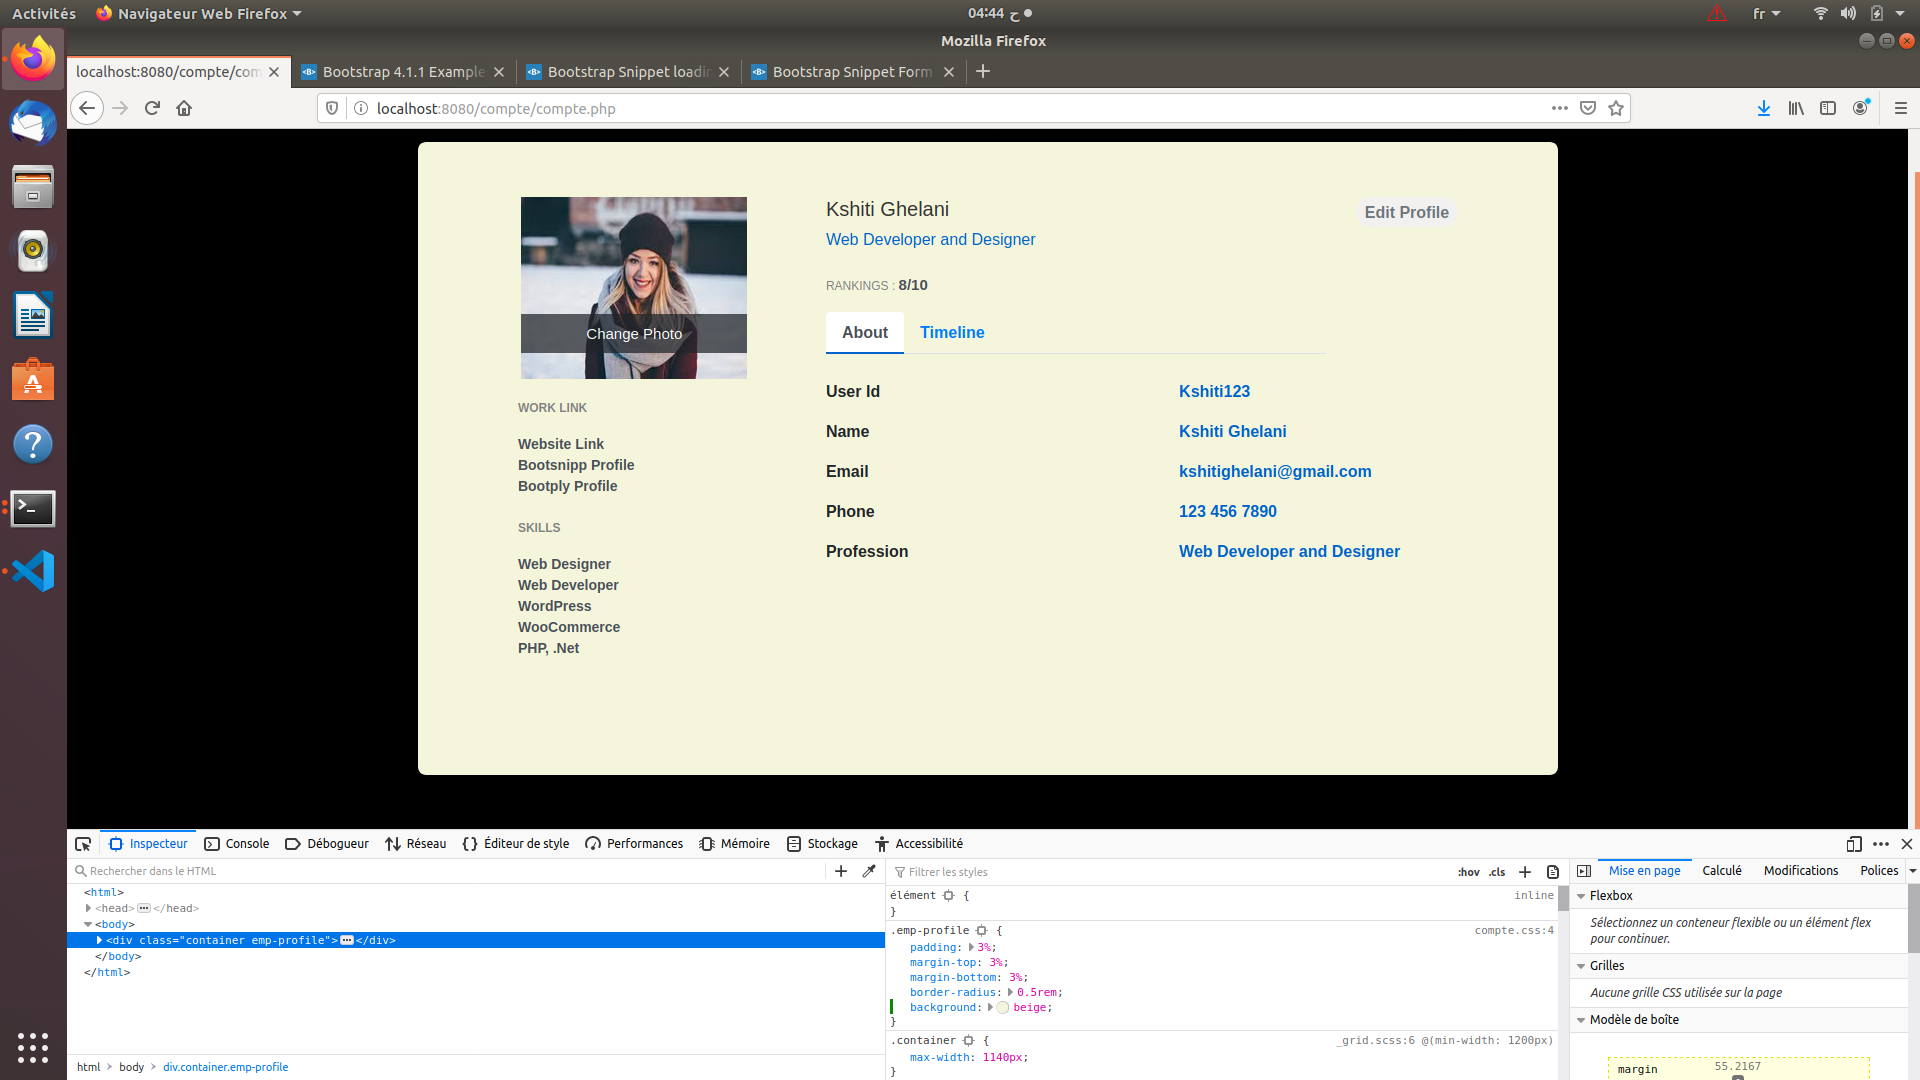 Activités
Navigateur Web Firefox
04:44 ح
fr
Mozilla Firefox
localhost:8080/compte/com
Bootstrap 4.1.1 Example
Bootstrap Snippet loadin
Bootstrap Snippet Form
localhost:8080/compte/compte.php
Kshiti Ghelani
Edit Profile
Web Developer and Designer
RANKINGS : 8/10
Change Photo
About
Timeline
User Id
Kshiti123
Name
Kshiti Ghelani
Email
kshitighelani@gmail.com
Phone
123 456 7890
Profession
Web Developer and Designer
WORK LINK
Website Link
Bootsnipp Profile
Bootply Profile
SKILLS
Web Designer
Web Developer
WordPress
WooCommerce
PHP, .Net
Inspecteur
Console
Débogueur
Réseau
{} Éditeur de style
Performances
Mémoire
Stockage
Accessibilité
Rechercher dans le HTML
<html>
<head></head>
<body>
<div class="container emp-profile"></div>
</body>
</html>
html > body > div.container.emp-profile
Filtrer les styles
:hov .cls
élément {
inline
}
.emp-profile {
compte.css:4
padding: 3%;
margin-top: 3%;
margin-bottom: 3%;
border-radius: 0.5rem;
background: beige;
}
.container {
_grid.scss:6 @(min-width: 1200px)
max-width: 1140px;
}
Mise en page
Calculé
Modifications
Polices
Flexbox
Sélectionnez un conteneur flexible ou un élément flex
pour continuer.
Grilles
Aucune grille CSS utilisée sur la page
Modèle de boîte
margin
55.2167